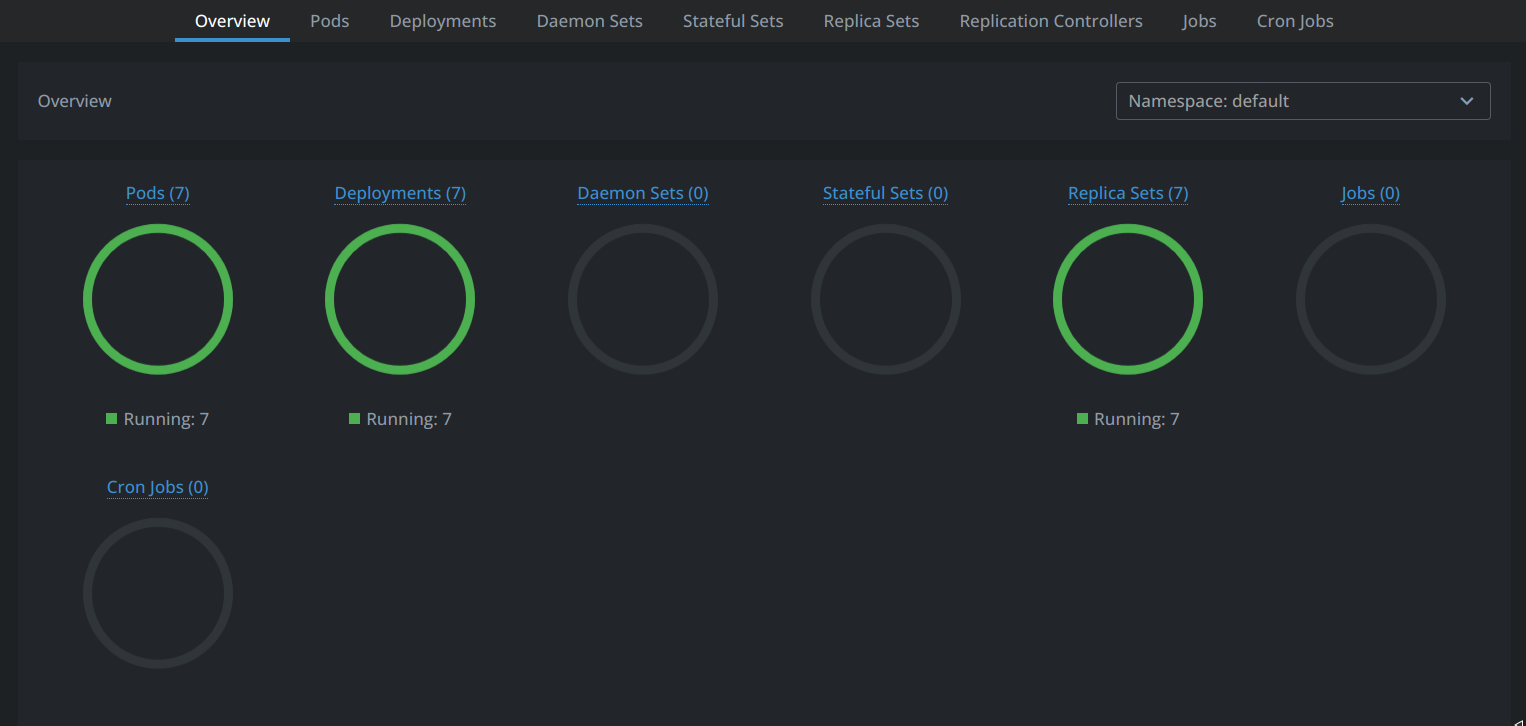 Overview Pods Deployments Daemon Sets Stateful Sets Replica Sets Replication Controllers Jobs Cron Jobs
Overview Namespace: default
Pods (7) Deployments (7) Daemon Sets (0) Stateful Sets (0) Replica Sets (7) Jobs (0)
Running: 7 Running: 7 Running: 7
Cron Jobs (0)